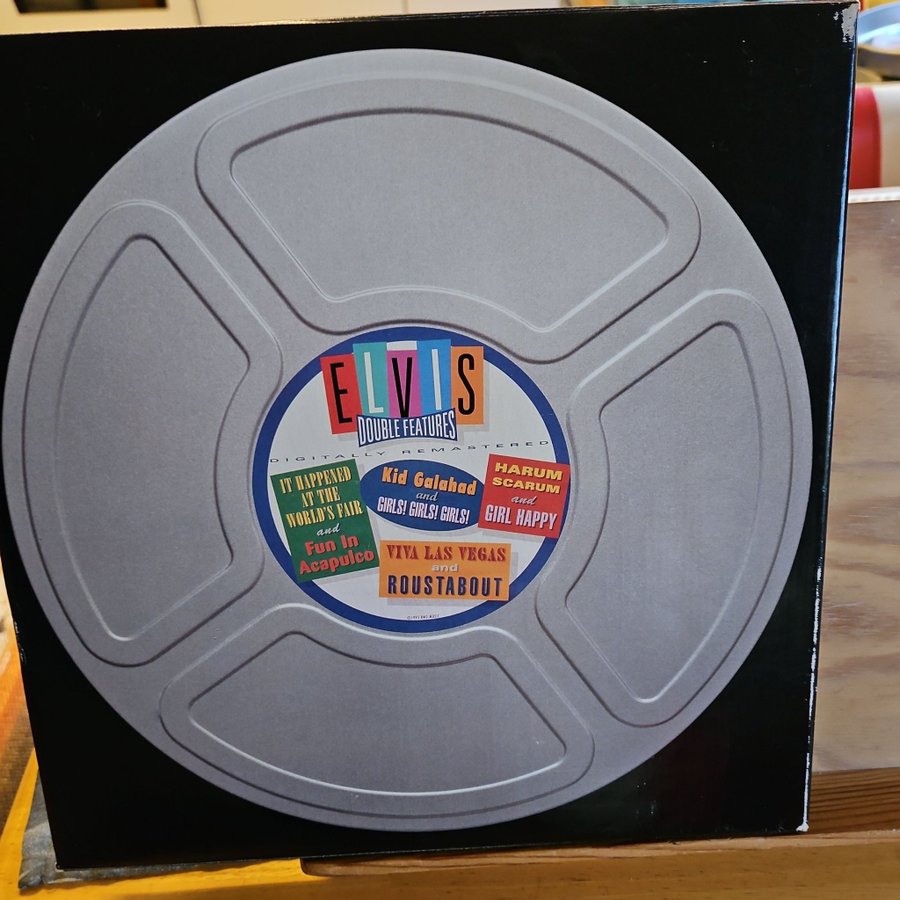 ELVIS
DOUBLE FEATURES
DIGITALLY REMASTERED
IT HAPPENED
AT THE
WORLD'S FAIR
and
Fun In
Acapulco
Kid Galahad
and
GIRLS! GIRLS! GIRLS!
HARUM
SCARUM
and
GIRL HAPPY
VIVA LAS VEGAS
and
ROUSTABOUT